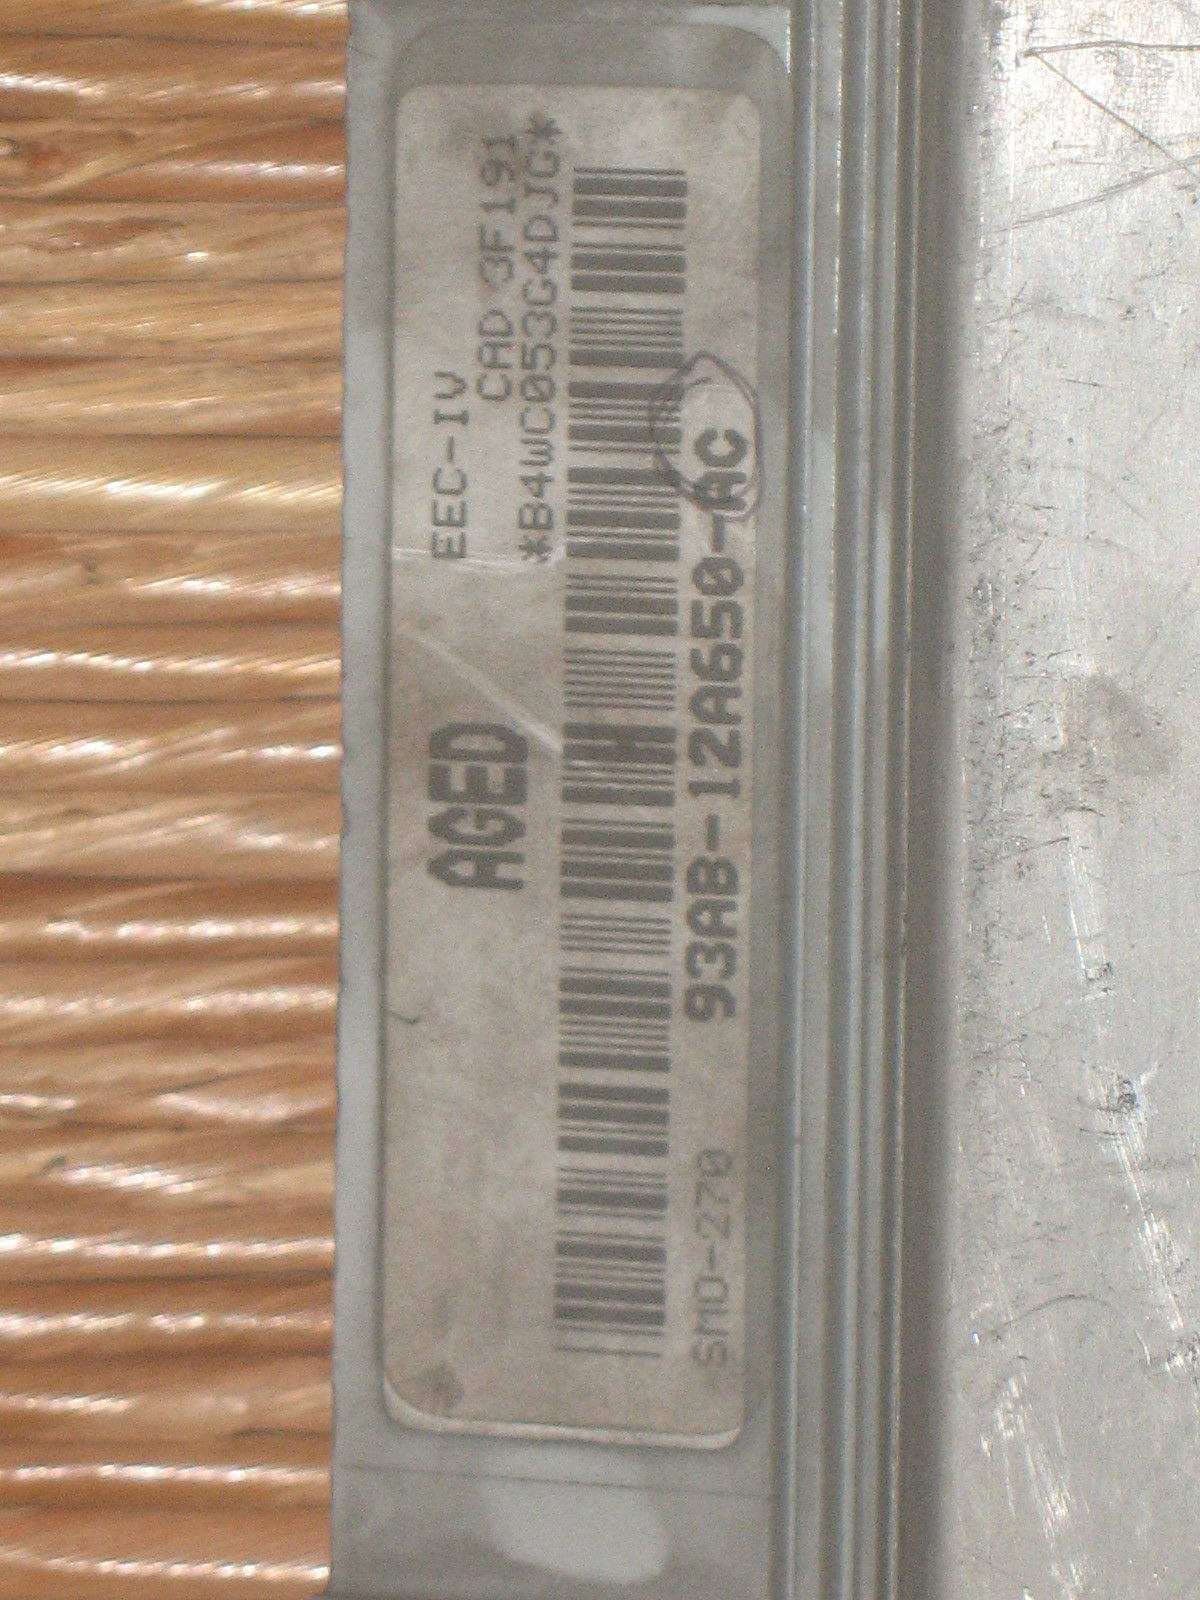 AGED EEC-IV
CAD 3F191
*B4WC053G4DJG*
SMD-270 93AB-12A650-AC